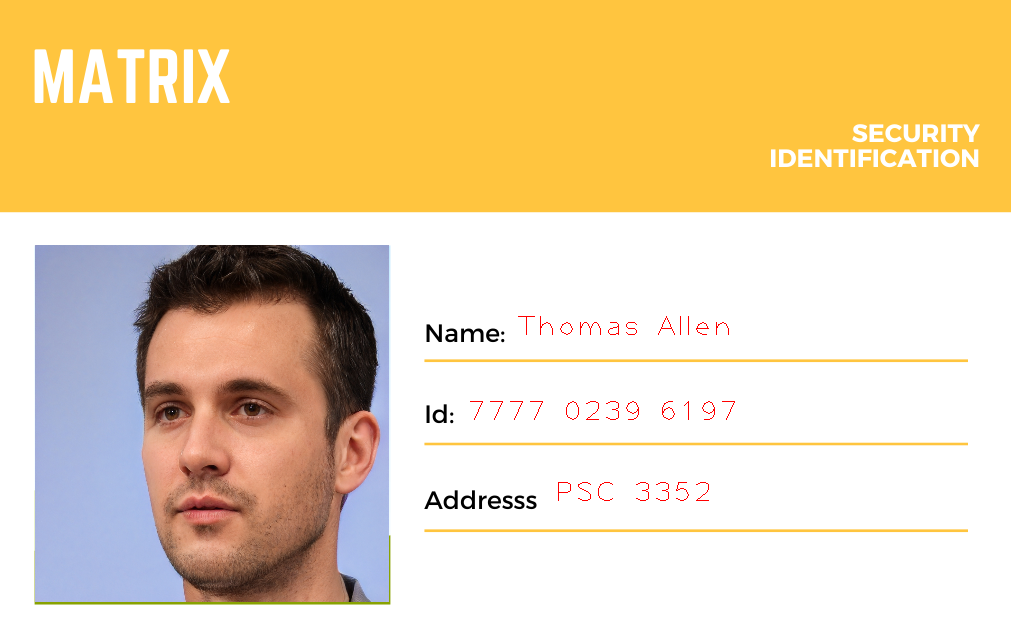 MATRIX
SECURITY
IDENTIFICATION
Name: Thomas Allen
Id: 7777 0239 6197
Addresss PSC 3352